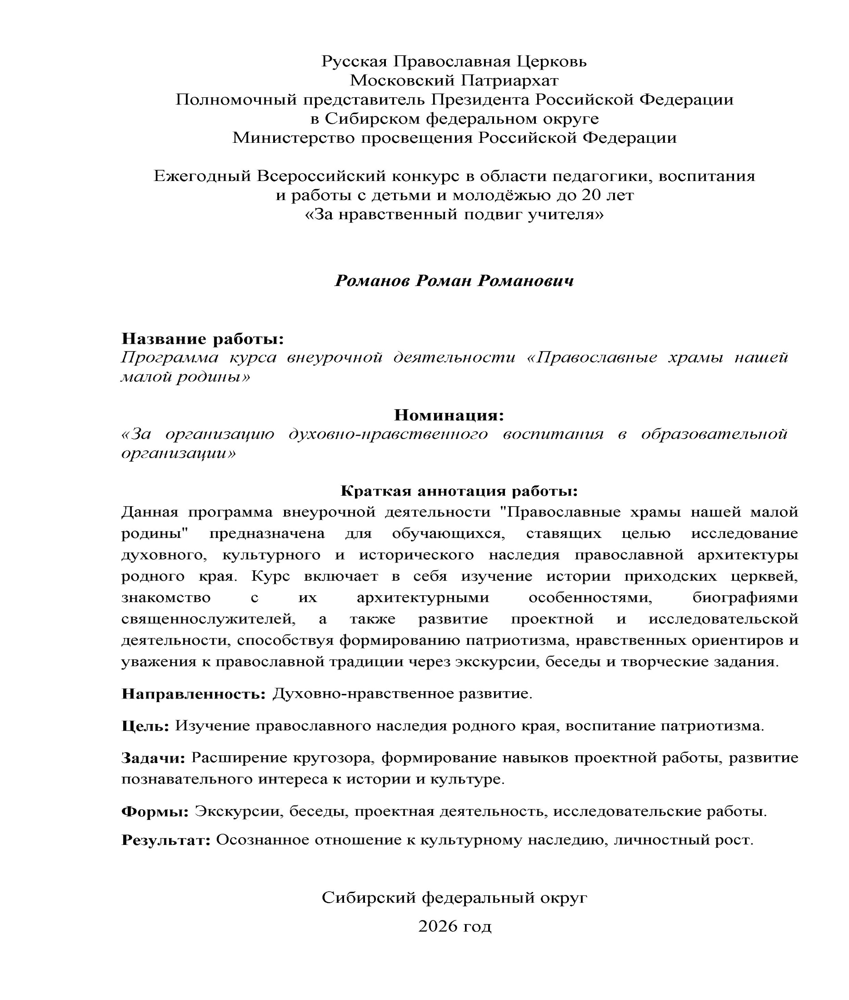 Русская Православная Церковь
Московский Патриархат
Полномочный представитель Президента Российской Федерации
в Сибирском федеральном округе
Министерство просвещения Российской Федерации
Ежегодный Всероссийский конкурс в области педагогики, воспитания
и работы с детьми и молодёжью до 20 лет
«За нравственный подвиг учителя»
Романов Роман Романович
Название работы:
Программа курса внеурочной деятельности «Православные храмы нашей
малой родины»
Номинация:
«За организацию духовно-нравственного воспитания в образовательной
организации»
Краткая аннотация работы:
Данная программа внеурочной деятельности "Православные храмы нашей малой
родины" предназначена для обучающихся, ставящих целью исследование
духовного, культурного и исторического наследия православной архитектуры
родного края. Курс включает в себя изучение истории приходских церквей,
знакомство с их архитектурными особенностями, биографиями
священнослужителей, а также развитие проектной и исследовательской
деятельности, способствуя формированию патриотизма, нравственных ориентиров и
уважения к православной традиции через экскурсии, беседы и творческие задания.
Направленность: Духовно-нравственное развитие.
Цель: Изучение православного наследия родного края, воспитание патриотизма.
Задачи: Расширение кругозора, формирование навыков проектной работы, развитие
познавательного интереса к истории и культуре.
Формы: Экскурсии, беседы, проектная деятельность, исследовательские работы.
Результат: Осознанное отношение к культурному наследию, личностный рост.
Сибирский федеральный округ
2026 год